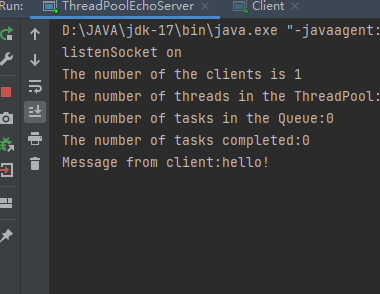 Run: ThreadPoolEchoServer Client
D:\JAVA\jdk-17\bin\java.exe "-javaagent:
listenSocket on
The number of the clients is 1
The number of threads in the ThreadPool:
The number of tasks in the Queue:0
The number of tasks completed:0
Message from client:hello!